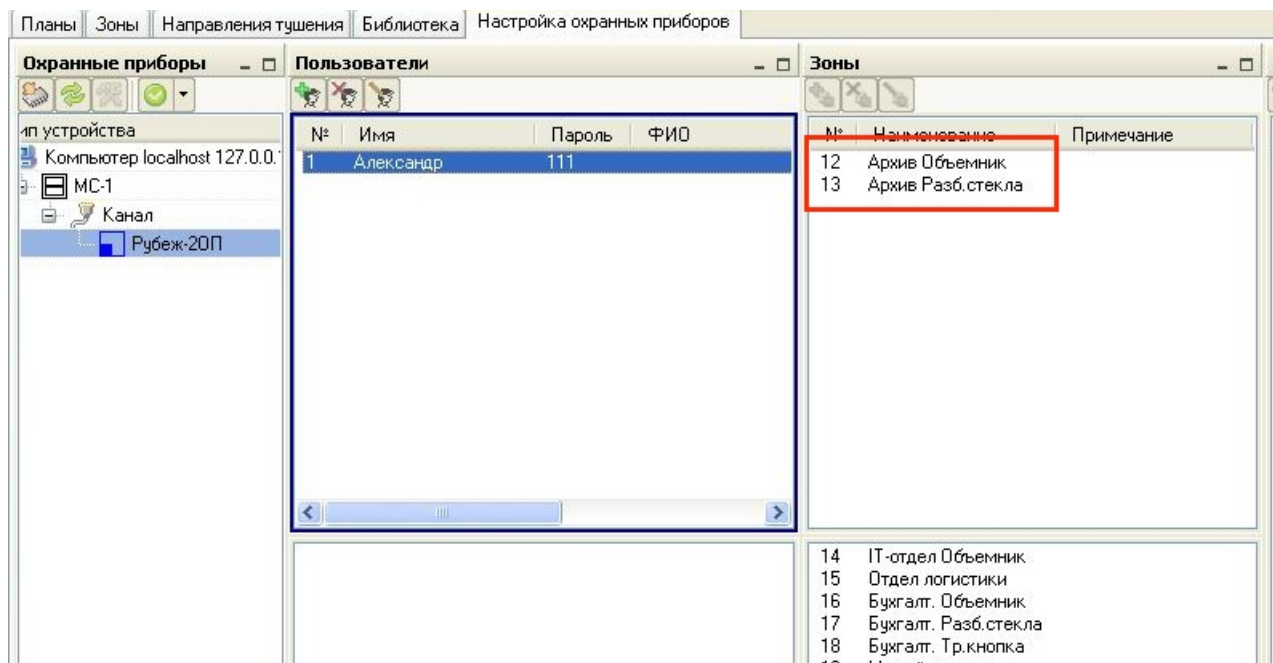 Планы Зоны Направления тушения Библиотека Настройка охранных приборов
Охранные приборы
ип устройства
Компьютер localhost 127.0.0.
МС-1
Канал
Рубеж-2ОП
Пользователи
№ Имя Пароль ФИО
1 Александр 111
Зоны
№ Наименование Примечание
12 Архив Объемник
13 Архив Разб.стекла
14 IT-отдел Объемник
15 Отдел логистики
16 Бухгалт. Объемник
17 Бухгалт. Разб.стекла
18 Бухгалт. Тр.кнопка